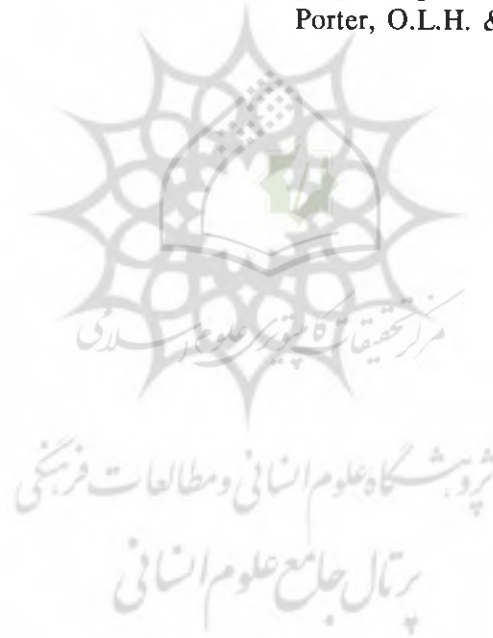 Porter, O.L.H. &
مرکز تحقیقات کامپیوتری علوم اسلامی
پژوهشگاه علوم انسانی و مطالعات فرهنگی
پرتال جامع علوم انسانی